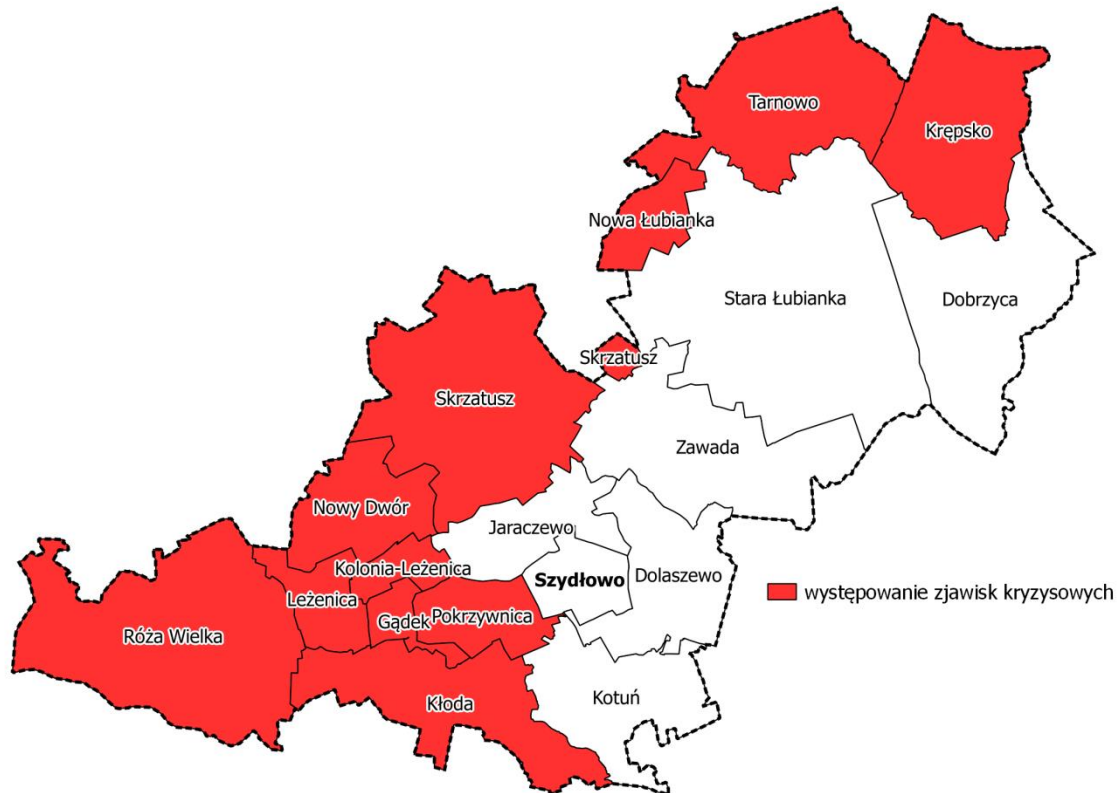 Tarnowo
Krępsko
Nowa Łubianka
Stara Łubianka
Dobrzyca
Skrzatusz
Skrzatusz
Zawada
Nowy Dwór
Jaraczewo
Kolonia-Leżenica
Szydłowo
Dolaszewo
Leżenica
występowanie zjawisk kryzysowych
Gądek
Pokrzywnica
Róża Wielka
Kłoda
Kotuń